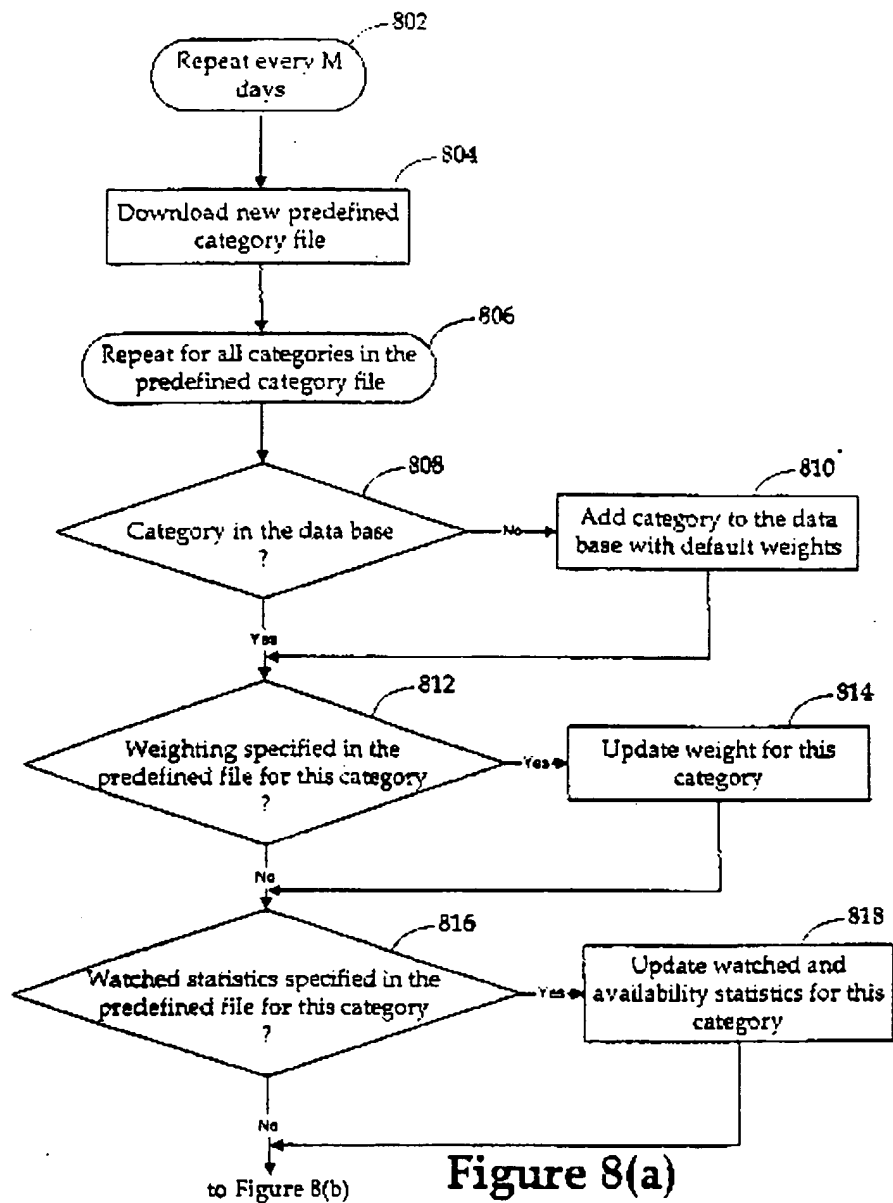 802
Repeat every M
days
804
Download new predefined
category file
806
Repeat for all categories in the
predefined category file
808
Category in the data base
?
No
810
Add category to the data
base with default weights
Yes
812
Weighting specified in the
predefined file for this category
?
Yes
814
Update weight for this
category
No
816
Watched statistics specified in the
predefined file for this category
?
Yes
818
Update watched and
availability statistics for this
category
No
to Figure 8(b)
Figure 8(a)